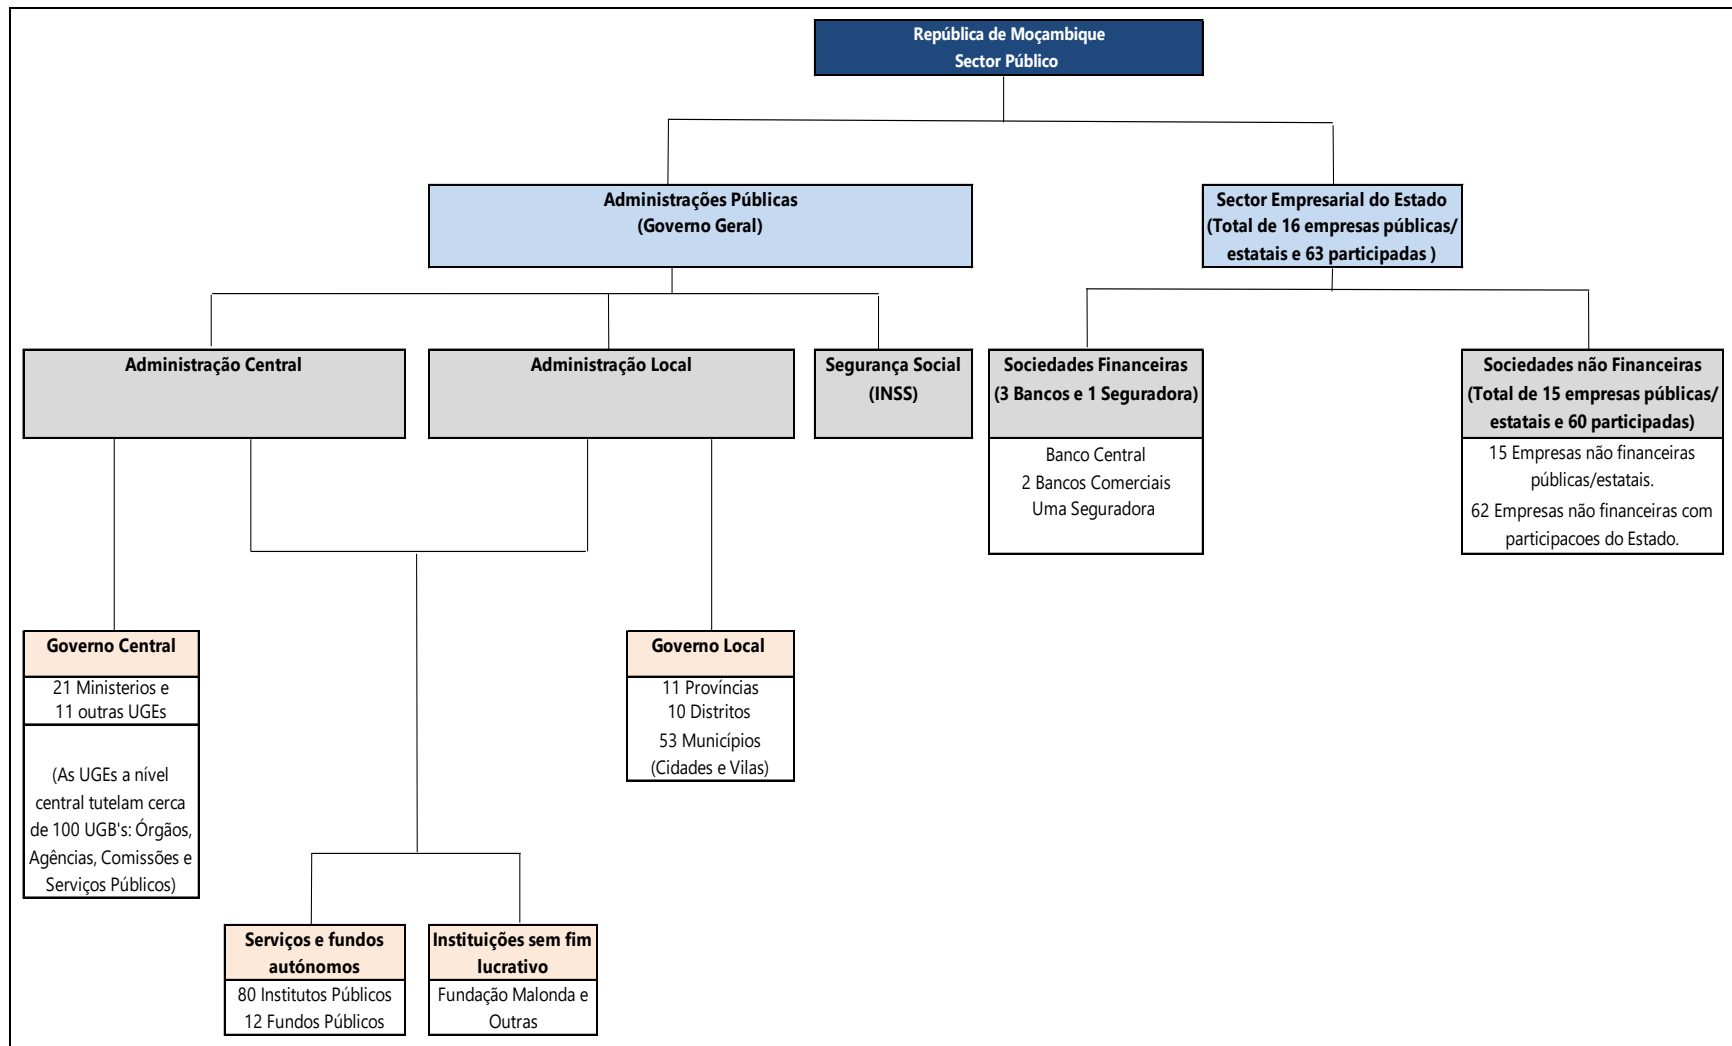 República de Moçambique
Sector Público
Administrações Públicas
(Governo Geral)
Sector Empresarial do Estado
(Total de 16 empresas públicas/
estatais e 63 participadas )
Administração Central
Administração Local
Segurança Social
(INSS)
Sociedades Financeiras
(3 Bancos e 1 Seguradora)
Banco Central
2 Bancos Comerciais
Uma Seguradora
Sociedades não Financeiras
(Total de 15 empresas públicas/
estatais e 60 participadas)
15 Empresas não financeiras
públicas/estatais.
62 Empresas não financeiras com
participacoes do Estado.
Governo Central
21 Ministerios e
11 outras UGEs
(As UGEs a nível
central tutelam cerca
de 100 UGB's: Órgãos,
Agências, Comissões e
Serviços Públicos)
Governo Local
11 Províncias
10 Distritos
53 Municípios
(Cidades e Vilas)
Serviços e fundos
autónomos
80 Institutos Públicos
12 Fundos Públicos
Instituições sem fim
lucrativo
Fundação Malonda e
Outras